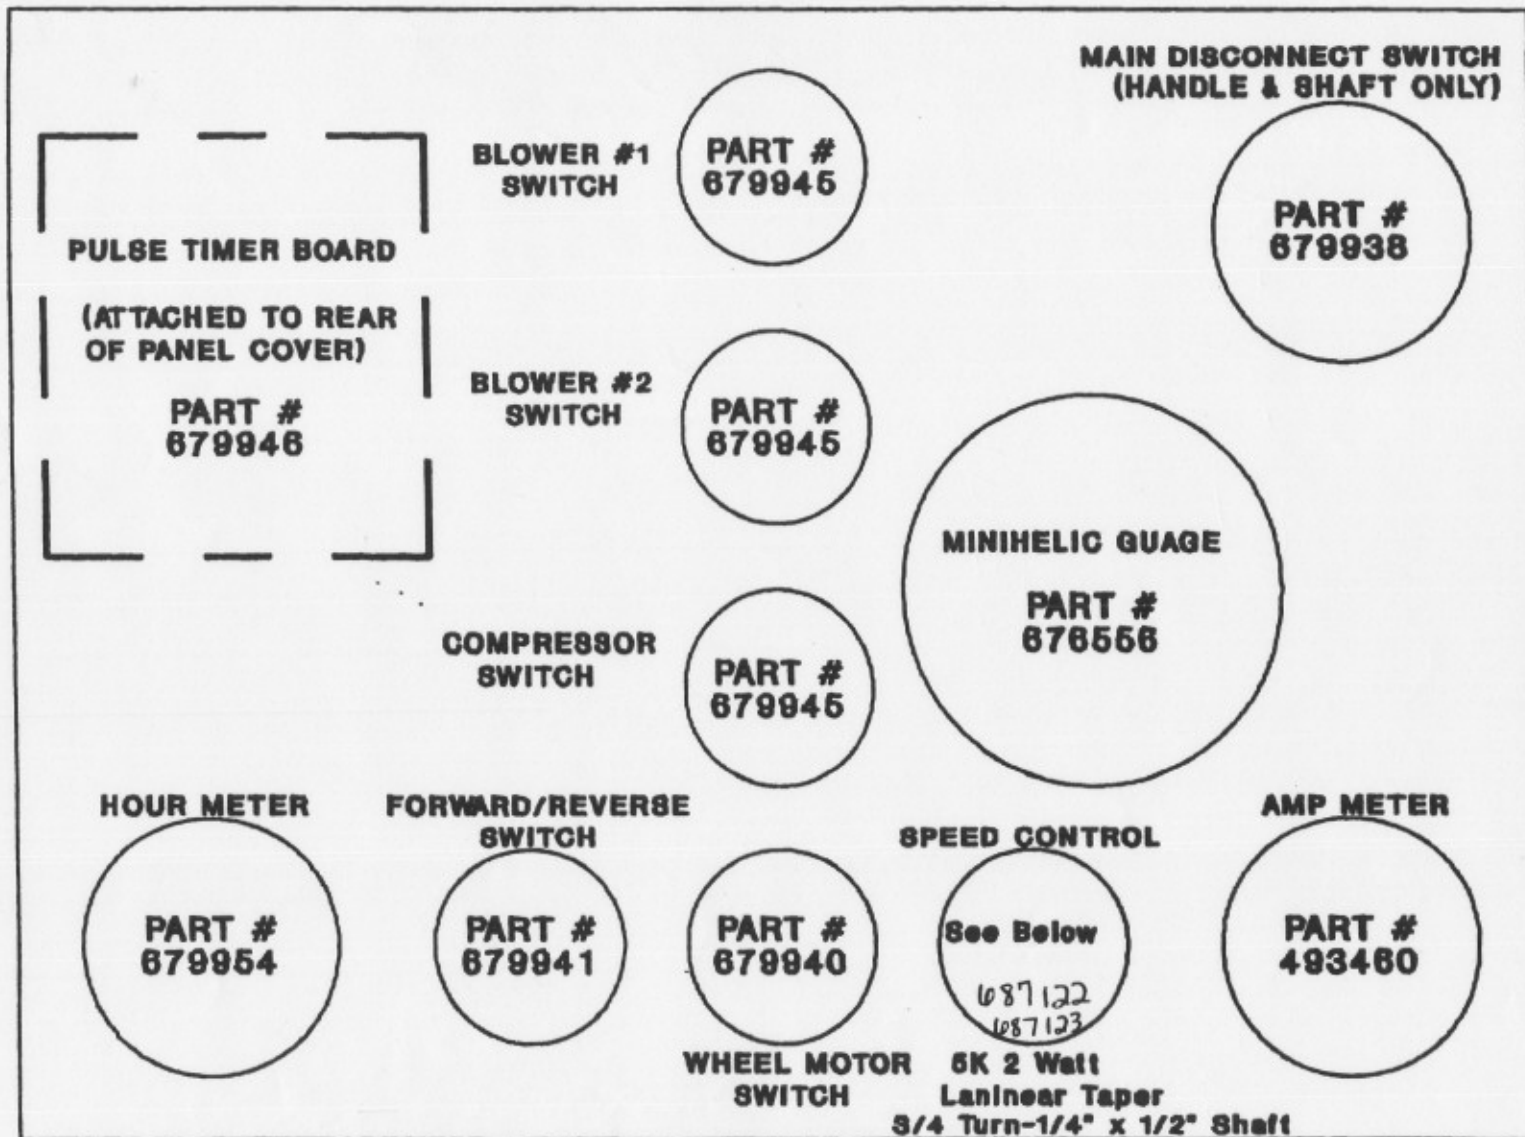 MAIN DISCONNECT SWITCH
(HANDLE & SHAFT ONLY)
PART #
679938
BLOWER #1
SWITCH
PART #
679945
PULSE TIMER BOARD
(ATTACHED TO REAR
OF PANEL COVER)
PART #
679946
BLOWER #2
SWITCH
PART #
679945
MINIHELIC GUAGE
PART #
676556
COMPRESSOR
SWITCH
PART #
679945
HOUR METER
PART #
679954
FORWARD/REVERSE
SWITCH
PART #
679941
PART #
679940
WHEEL MOTOR
SWITCH
SPEED CONTROL
See Below
687122
687123
5K 2 Watt
Laninear Taper
3/4 Turn-1/4" x 1/2" Shaft
AMP METER
PART #
493460